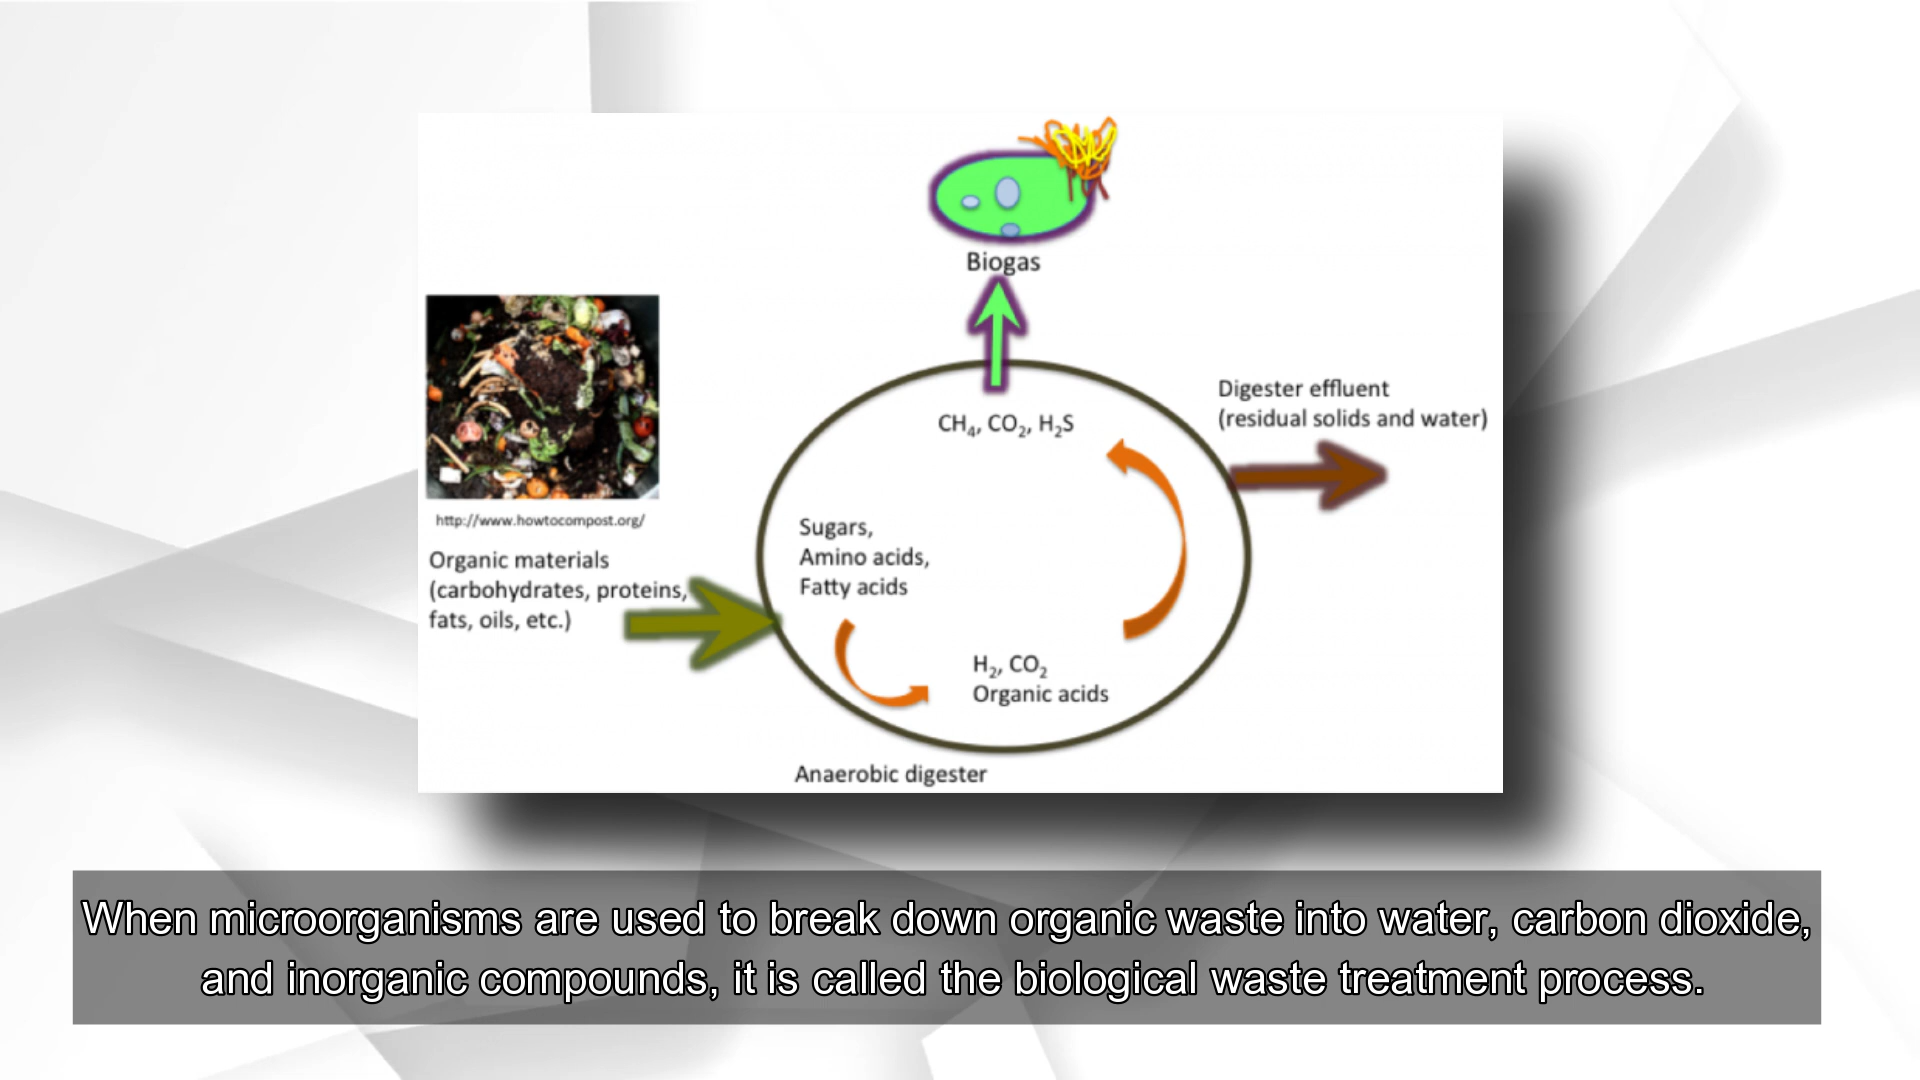 Biogas
CH₄, CO₂, H₂S
Digester effluent
(residual solids and water)
http://www.howtocompost.org/
Organic materials
(carbohydrates, proteins,
fats, oils, etc.)
Sugars,
Amino acids,
Fatty acids
H₂, CO₂
Organic acids
Anaerobic digester
When microorganisms are used to break down organic waste into water, carbon dioxide,
and inorganic compounds, it is called the biological waste treatment process.